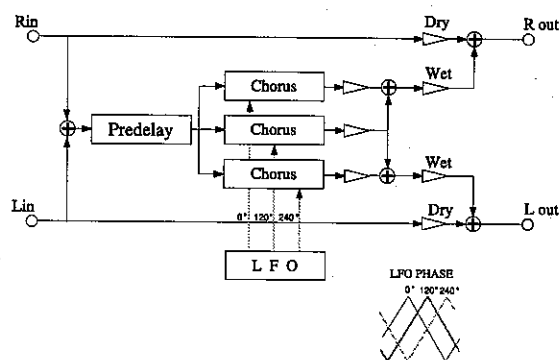 Rin
Dry
R out
Chorus
Wet
Predelay
Chorus
Chorus
Wet
Lin
0° 120° 240°
Dry
L out
L F O
LFO PHASE
0° 120° 240°